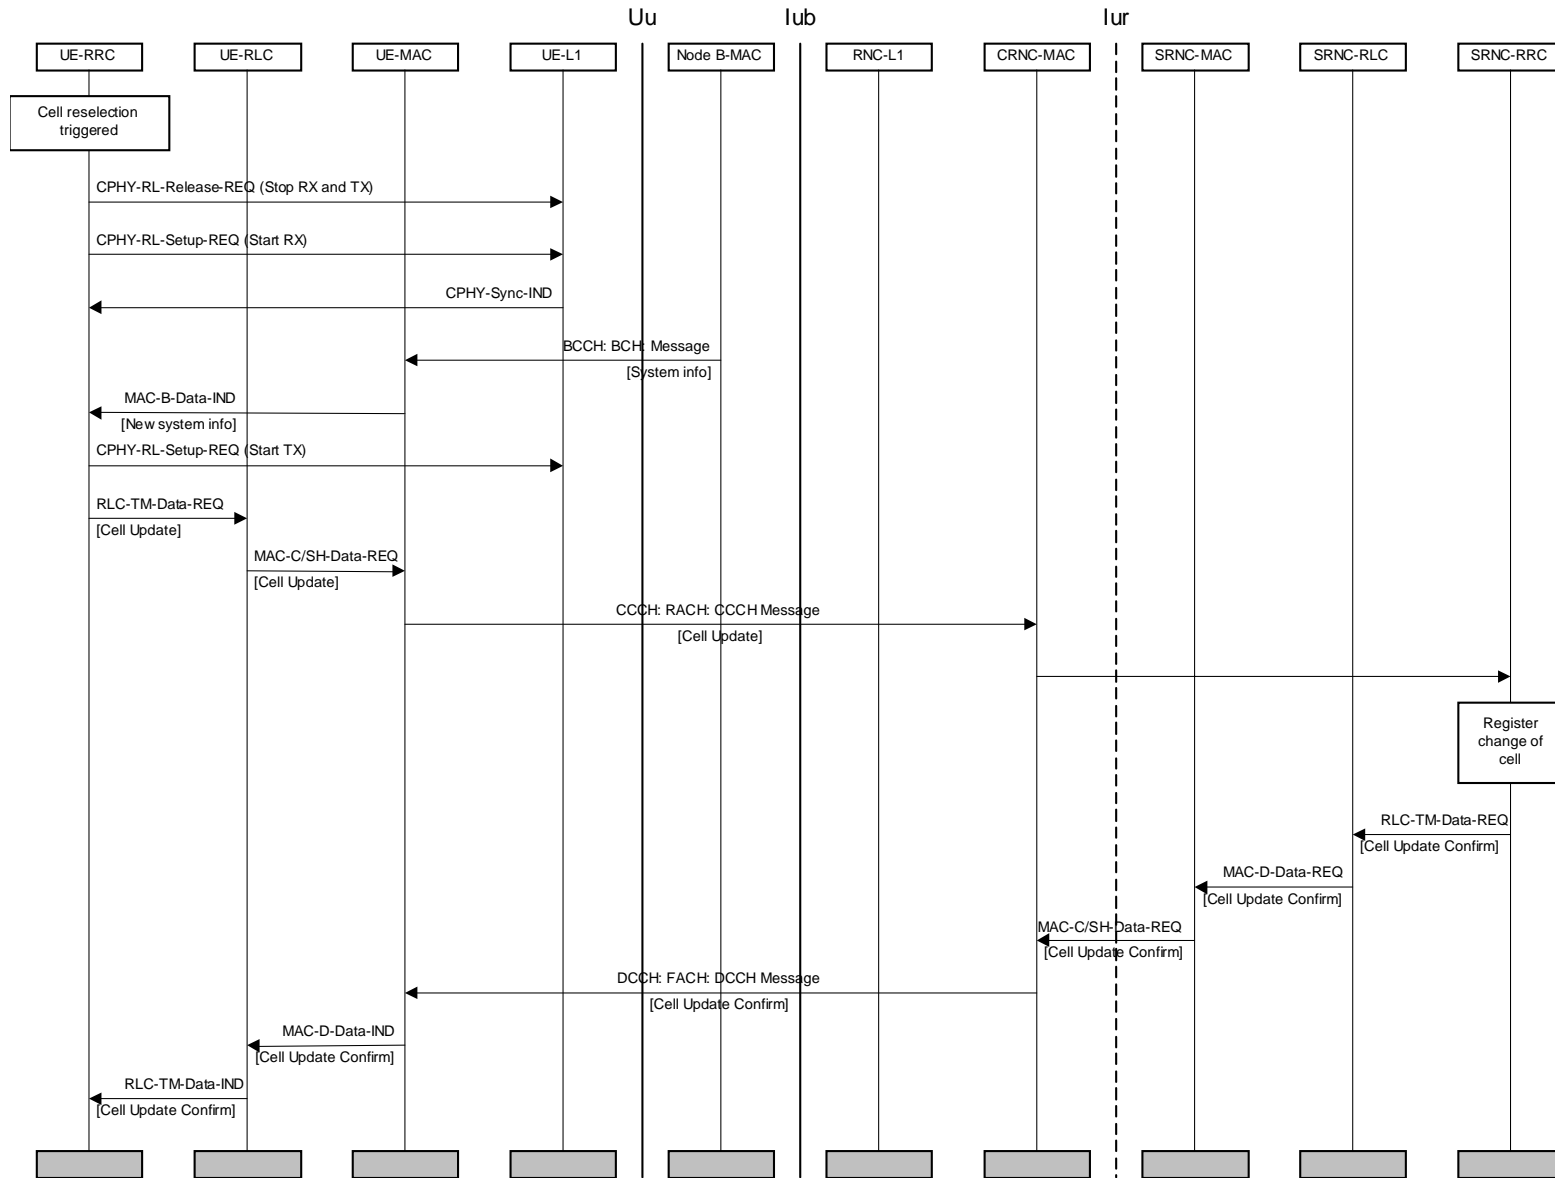 Uu
Iub
Iur
UE-RRC
UE-RLC
UE-MAC
UE-L1
Node B-MAC
RNC-L1
CRNC-MAC
SRNC-MAC
SRNC-RLC
SRNC-RRC
Cell reselection
triggered
CPHY-RL-Release-REQ (Stop RX and TX)
CPHY-RL-Setup-REQ (Start RX)
CPHY-Sync-IND
BCCH: BCH: Message
[System info]
MAC-B-Data-IND
[New system info]
CPHY-RL-Setup-REQ (Start TX)
RLC-TM-Data-REQ
[Cell Update]
MAC-C/SH-Data-REQ
[Cell Update]
CCCH: RACH: CCCH Message
[Cell Update]
Register
change of
cell
RLC-TM-Data-REQ
[Cell Update Confirm]
MAC-D-Data-REQ
[Cell Update Confirm]
MAC-C/SH-Data-REQ
[Cell Update Confirm]
DCCH: FACH: DCCH Message
[Cell Update Confirm]
MAC-D-Data-IND
[Cell Update Confirm]
RLC-TM-Data-IND
[Cell Update Confirm]